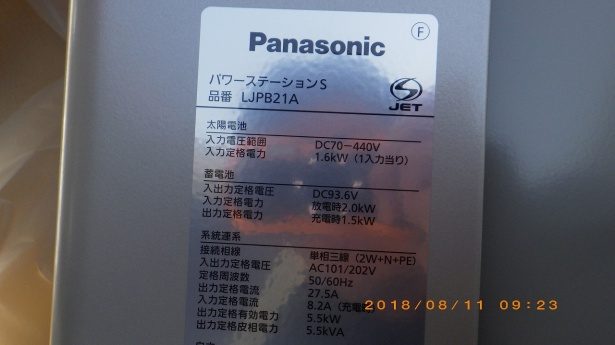 Panasonic
F
パワーステーションS
品番 LJPB21A
JET
太陽電池
入力電圧範囲 DC70-440V
入力定格電力 1.6kW(1入力当り)
蓄電池
入出力定格電圧 DC93.6V
入力定格電力 放電時2.0kW
出力定格電力 充電時1.5kW
系統連系
接続相線 単相三線(2W+N+PE)
入出力定格電圧 AC101/202V
定格周波数 50/60Hz
出力定格電流 27.5A
入力定格電流 8.2A(充電時)
出力定格有効電力 5.5kW
出力定格皮相電力 5.5kVA
2018/08/11 09:23